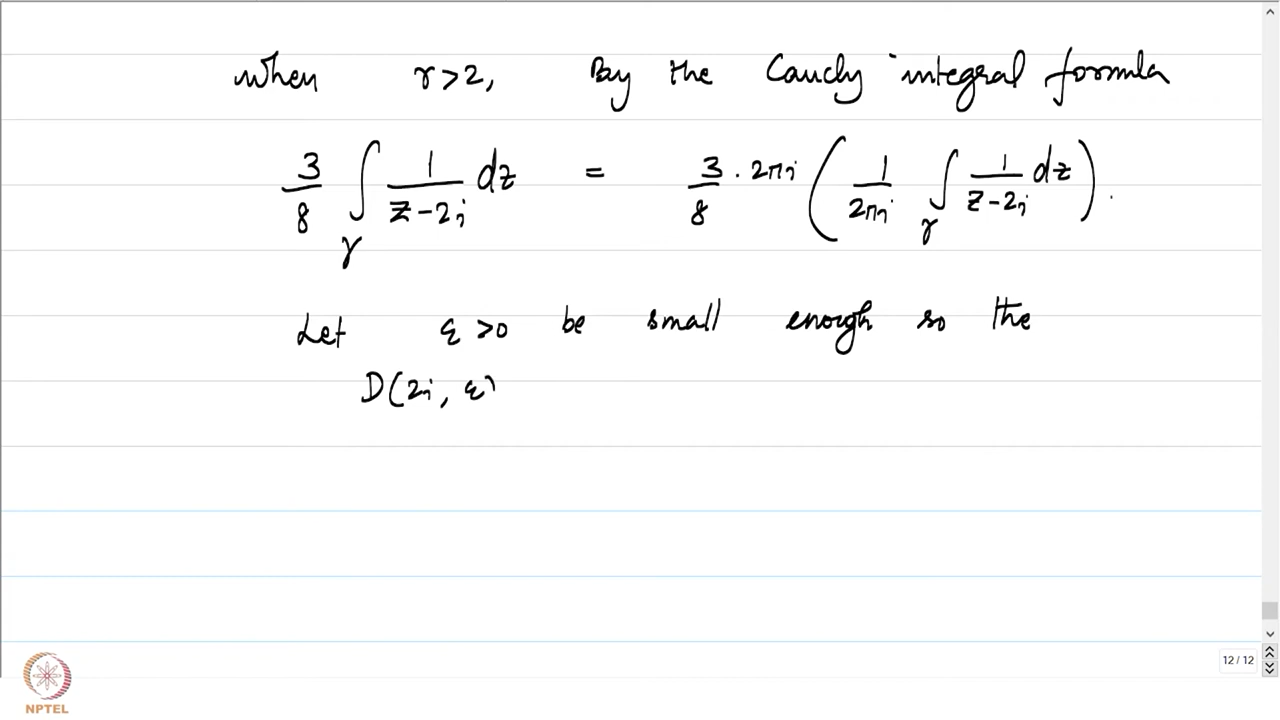 when r>2, By the Cauchy integral formula
3/8 ∫_γ 1/(z-2i) dz = 3/8 · 2πi ( 1/2πi ∫_γ 1/(z-2i) dz ).
Let ε>0 be small enough so the
D(2i, ε)
12 / 12
NPTEL